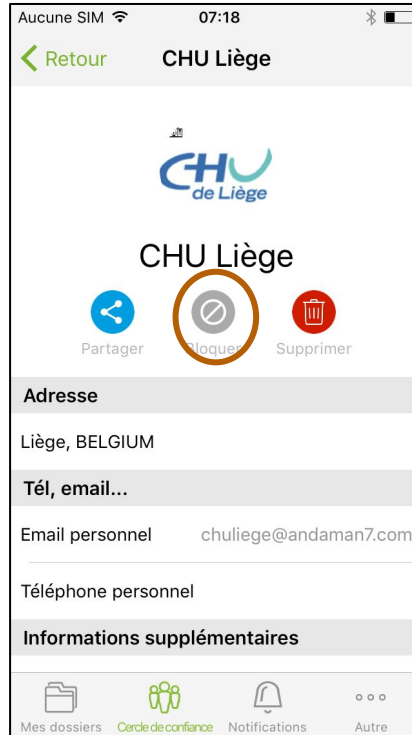 Aucune SIM 07:18
Retour CHU Liège
CHU
de Liège
CHU Liège
Partager Bloquer Supprimer
Adresse
Liège, BELGIUM
Tél, email...
Email personnel chuliege@andaman7.com
Téléphone personnel
Informations supplémentaires
Mes dossiers Cercle de confiance Notifications Autre